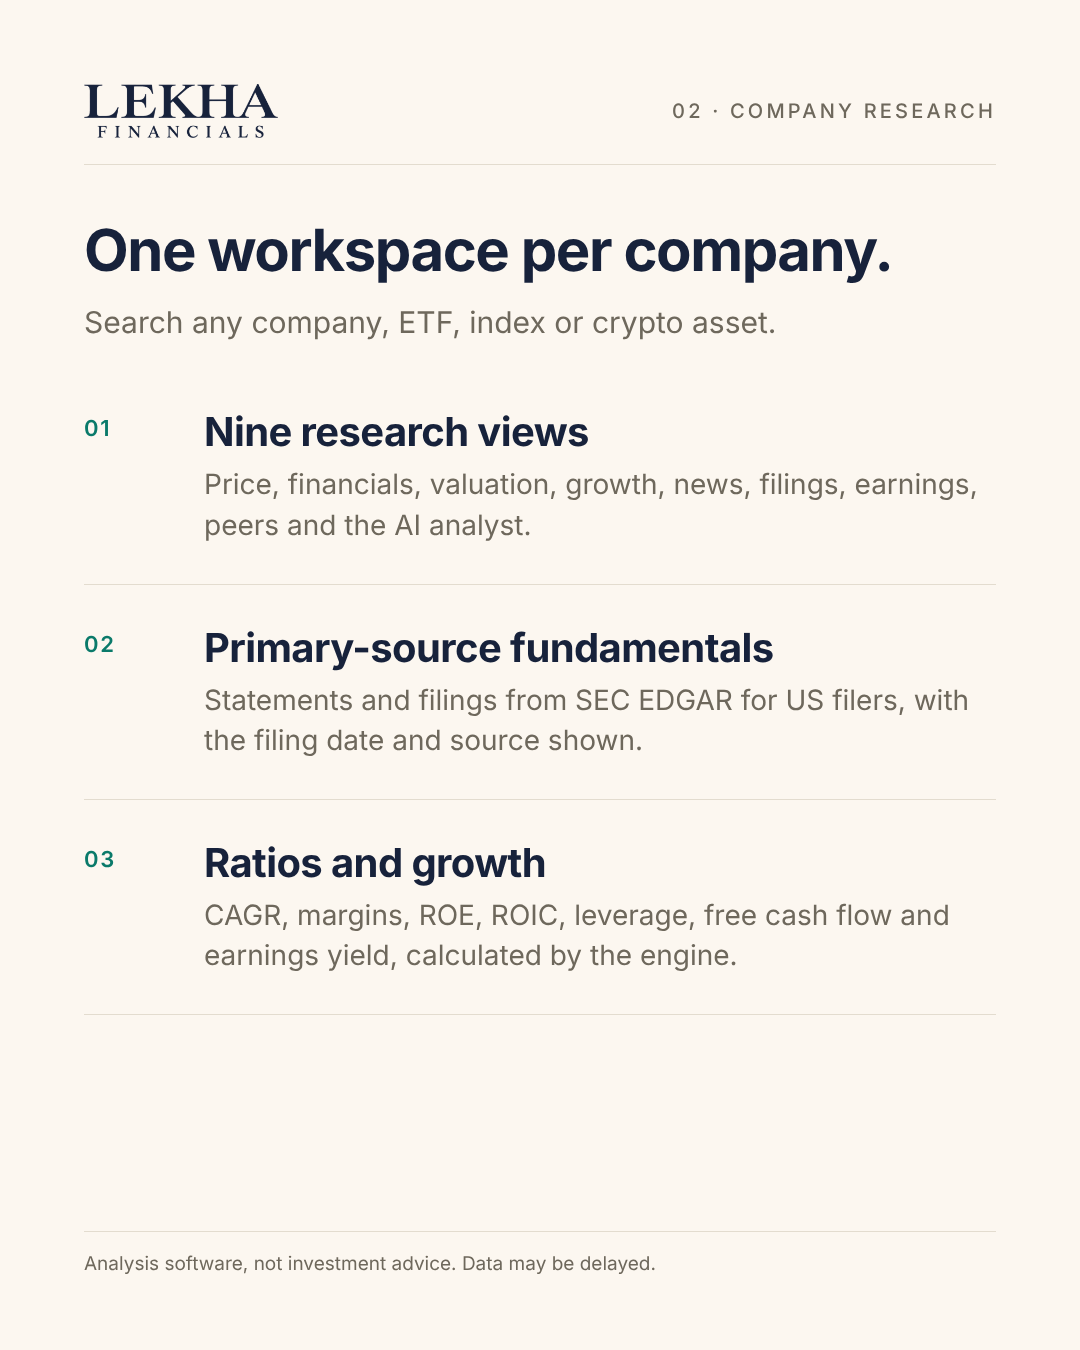 LEKHA
FINANCIALS
02 · COMPANY RESEARCH
One workspace per company.
Search any company, ETF, index or crypto asset.
01
Nine research views
Price, financials, valuation, growth, news, filings, earnings,
peers and the AI analyst.
02
Primary-source fundamentals
Statements and filings from SEC EDGAR for US filers, with
the filing date and source shown.
03
Ratios and growth
CAGR, margins, ROE, ROIC, leverage, free cash flow and
earnings yield, calculated by the engine.
Analysis software, not investment advice. Data may be delayed.